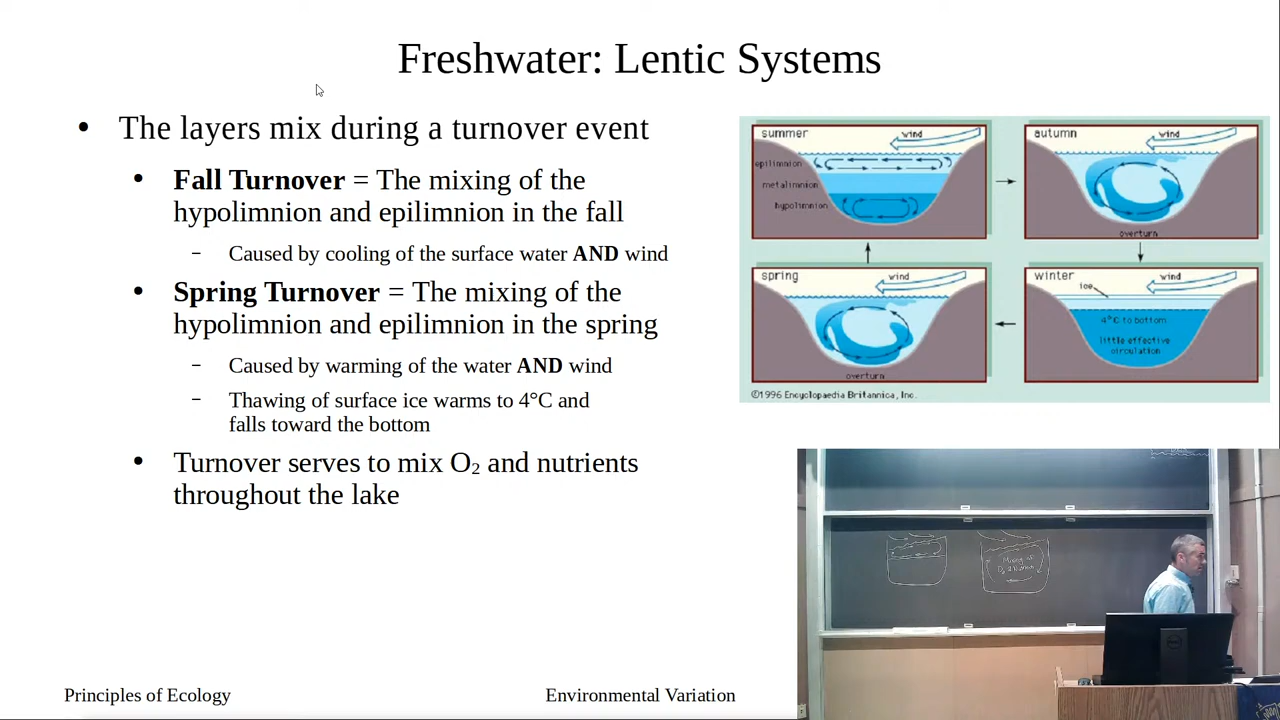 Freshwater: Lentic Systems
• The layers mix during a turnover event
• Fall Turnover = The mixing of the
hypolimnion and epilimnion in the fall
– Caused by cooling of the surface water AND wind
• Spring Turnover = The mixing of the
hypolimnion and epilimnion in the spring
– Caused by warming of the water AND wind
– Thawing of surface ice warms to 4°C and
falls toward the bottom
• Turnover serves to mix O₂ and nutrients
throughout the lake
summer
wind
epilimnion
metalimnion
hypolimnion
autumn
wind
overturn
spring
wind
overturn
winter
wind
ice
4°C to bottom
little effective
circulation
©1996 Encyclopaedia Britannica, Inc.
Mixing of
Principles of Ecology
Environmental Variation